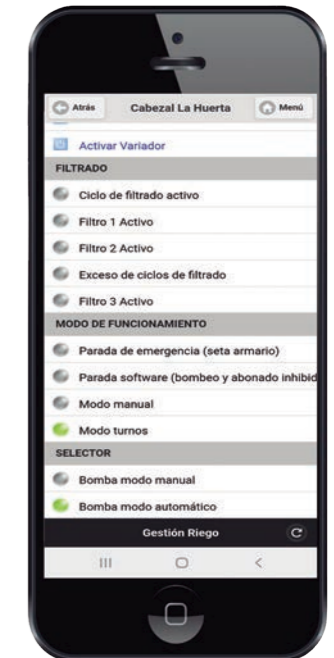 Atrás
Cabezal La Huerta
Menú
Activar Variador
FILTRADO
Ciclo de filtrado activo
Filtro 1 Activo
Filtro 2 Activo
Exceso de ciclos de filtrado
Filtro 3 Activo
MODO DE FUNCIONAMIENTO
Parada de emergencia (seta armario)
Parada software (bombeo y abonado inhibid
Modo manual
Modo turnos
SELECTOR
Bomba modo manual
Bomba modo automático
Gestión Riego